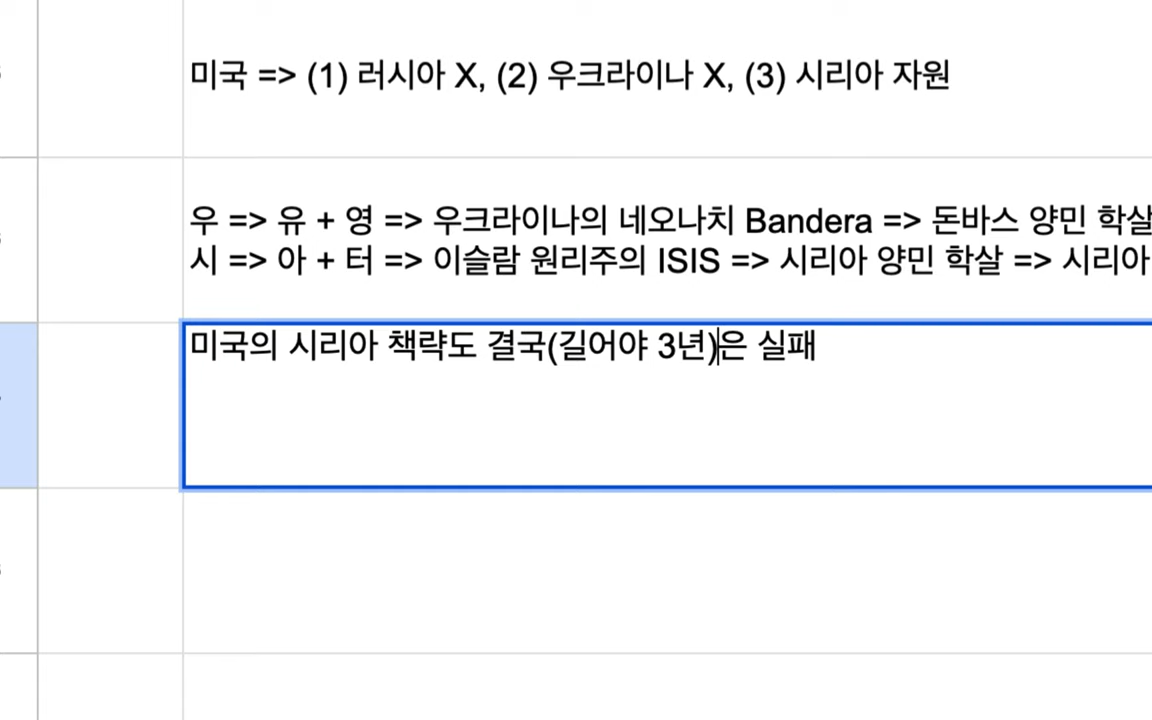 미국 => (1) 러시아 X, (2) 우크라이나 X, (3) 시리아 자원
우 => 유 + 영 => 우크라이나의 네오나치 Bandera => 돈바스 양민 학살
시 => 아 + 터 => 이슬람 원리주의 ISIS => 시리아 양민 학살 => 시리아
미국의 시리아 책략도 결국(길어야 3년)은 실패